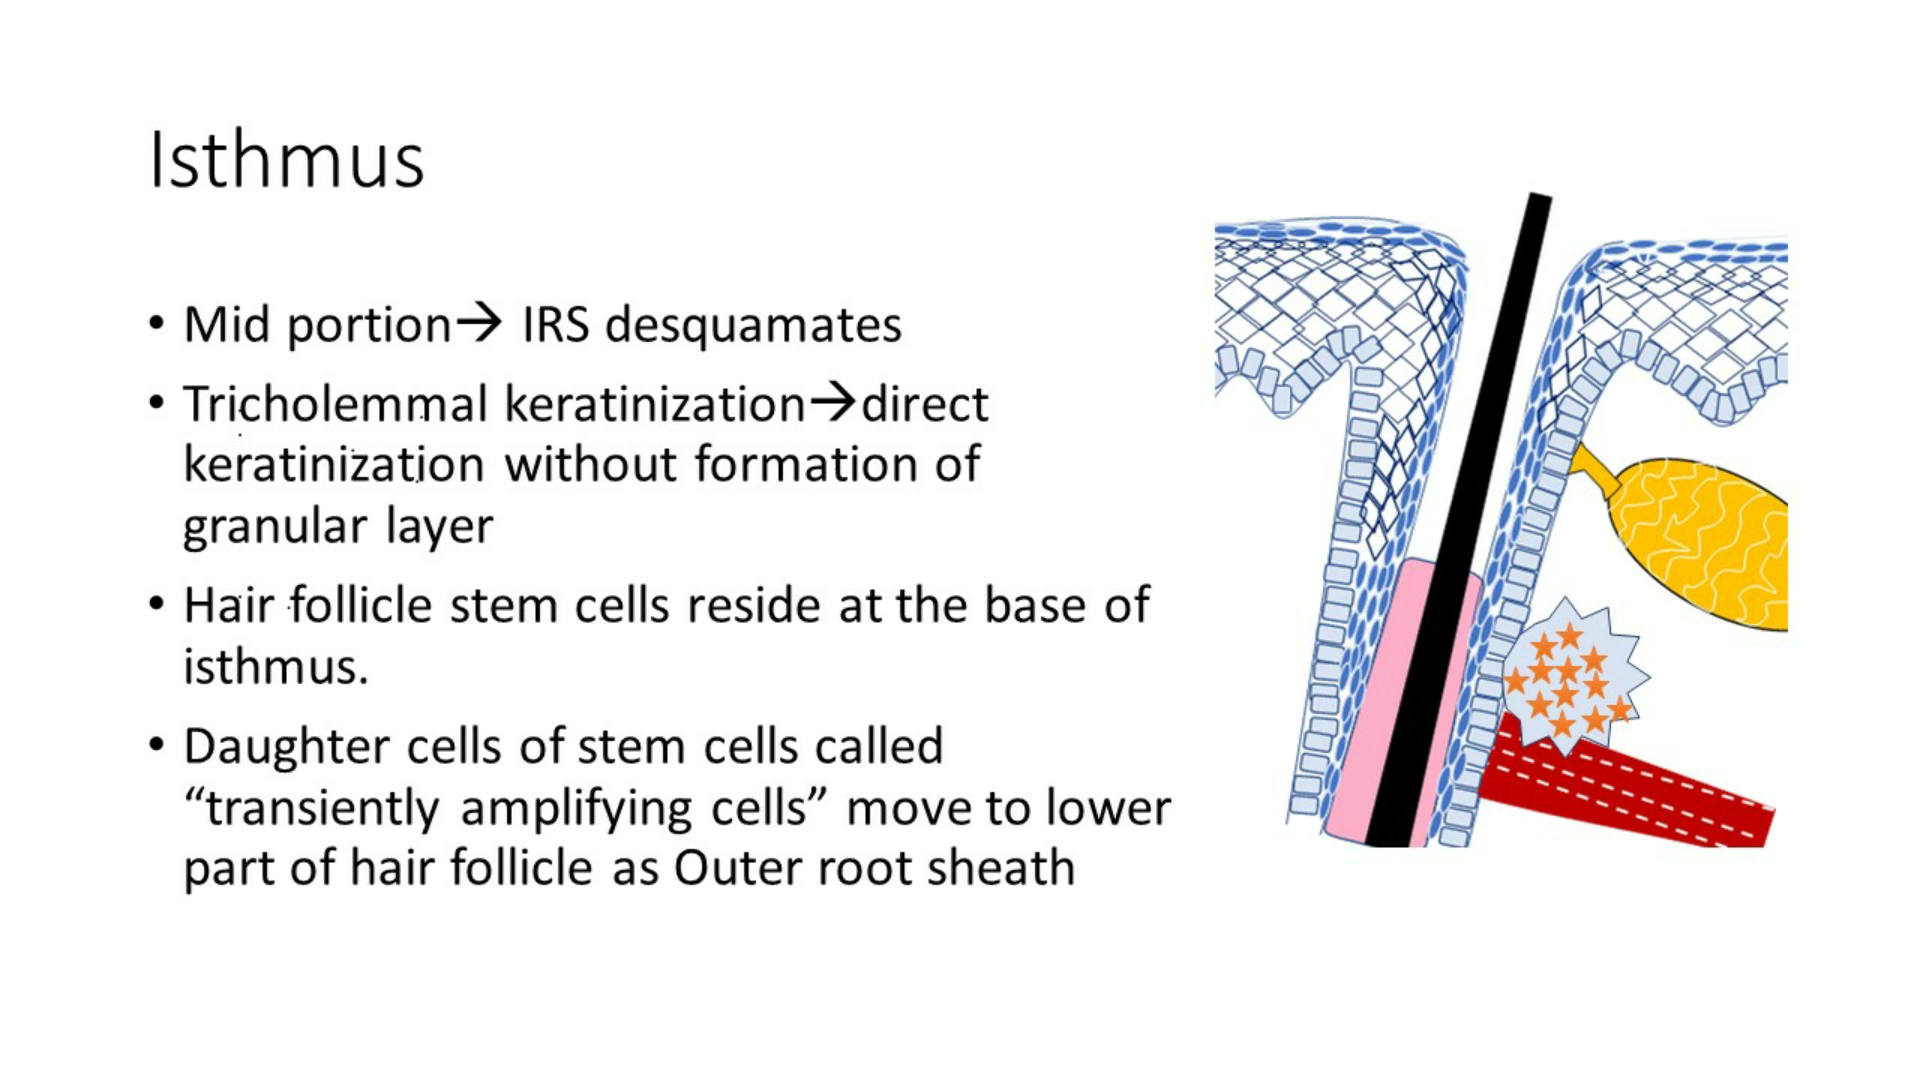 Isthmus
• Mid portion→ IRS desquamates
• Tricholemmal keratinization→direct
keratinization without formation of
granular layer
• Hair follicle stem cells reside at the base of
isthmus.
• Daughter cells of stem cells called
“transiently amplifying cells” move to lower
part of hair follicle as Outer root sheath